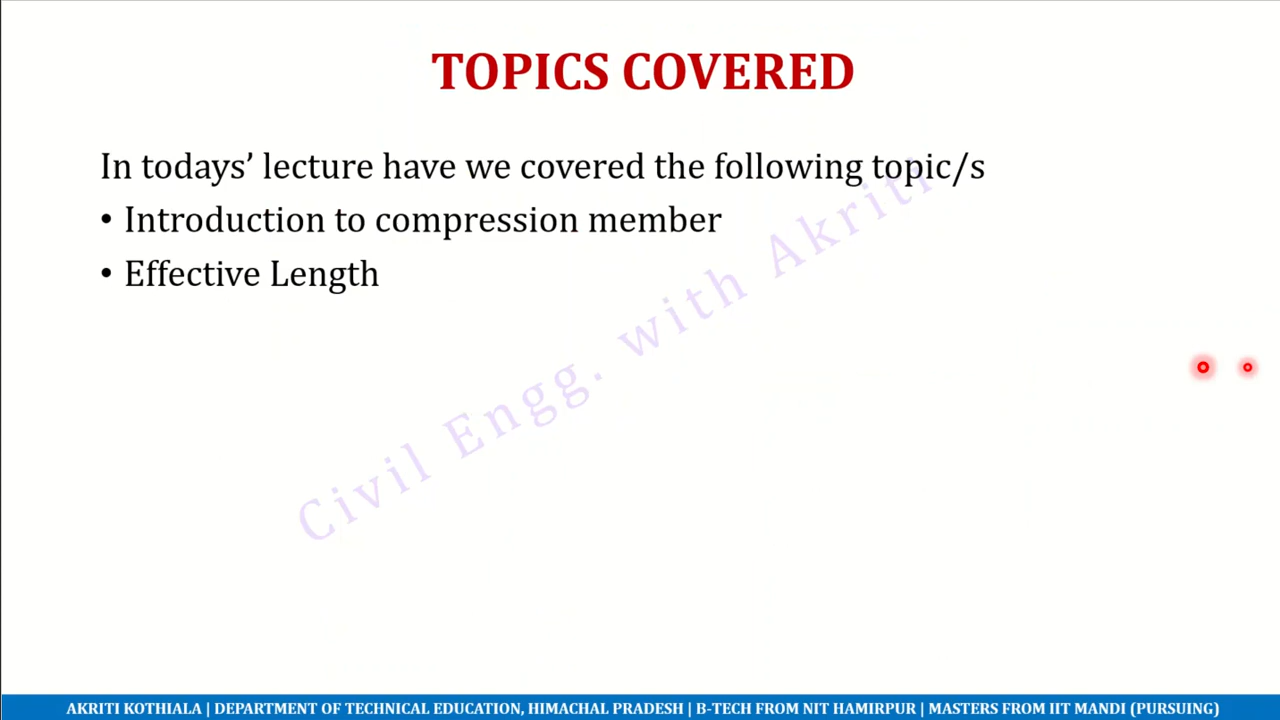 TOPICS COVERED
In todays’ lecture have we covered the following topic/s
• Introduction to compression member
• Effective Length
Civil Engg. with Akriti
AKRITI KOTHIALA | DEPARTMENT OF TECHNICAL EDUCATION, HIMACHAL PRADESH | B-TECH FROM NIT HAMIRPUR | MASTERS FROM IIT MANDI (PURSUING)